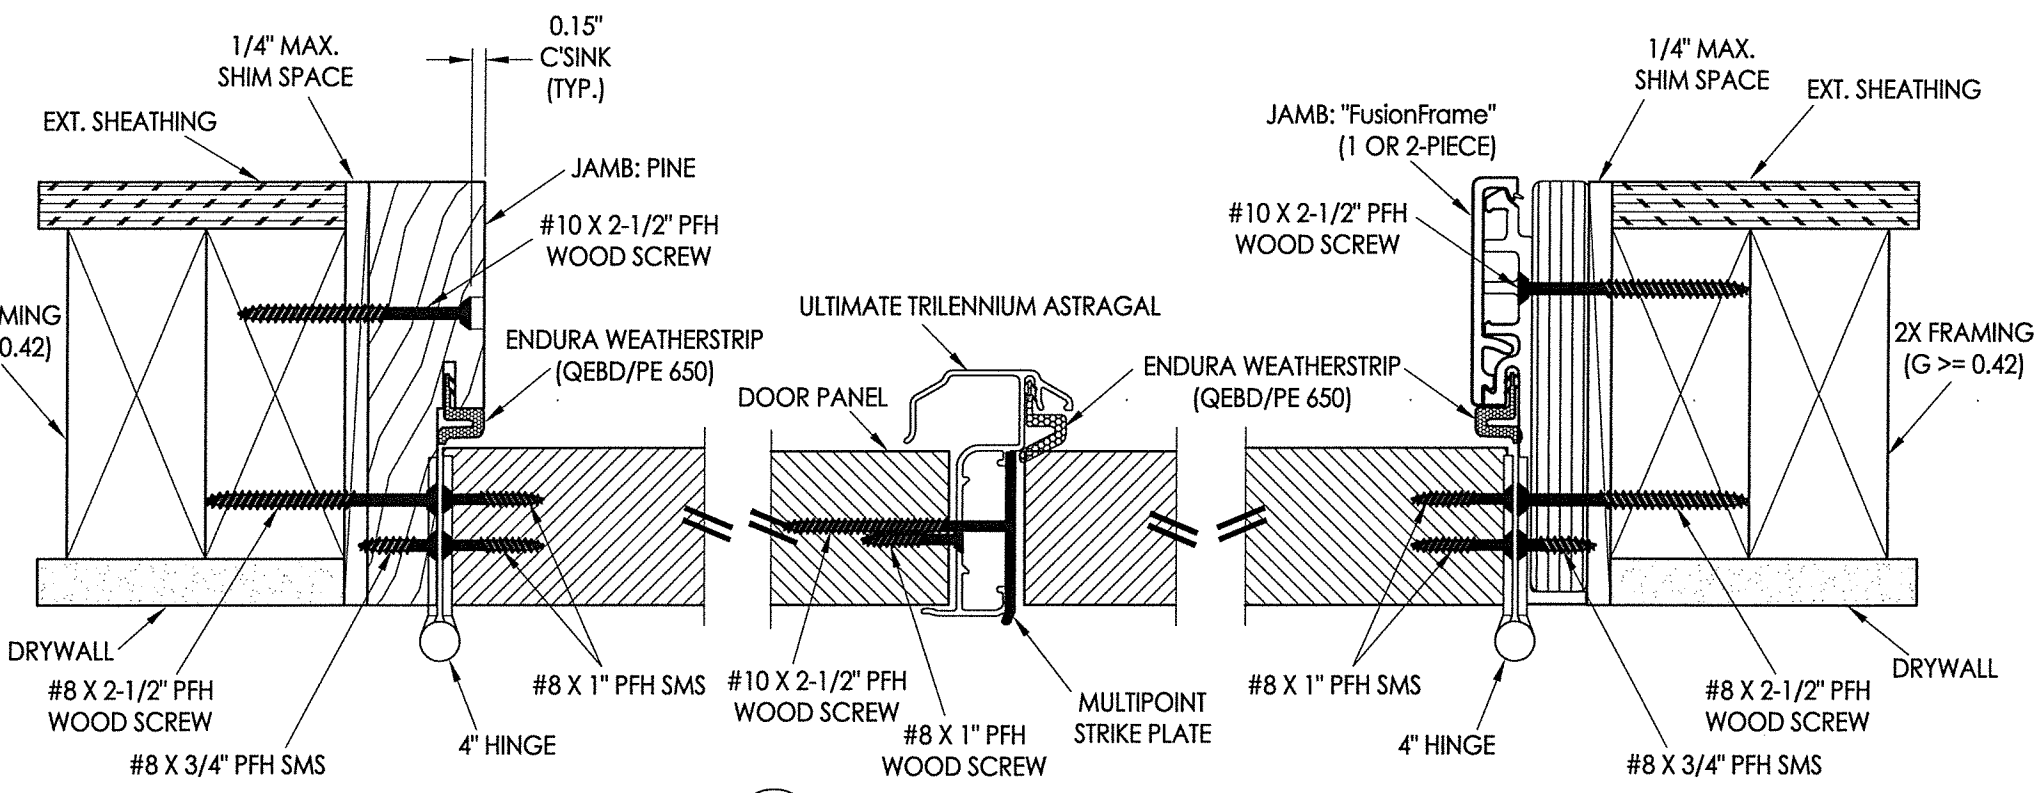 0.15"
C'SINK
(TYP.)
1/4" MAX.
SHIM SPACE
EXT. SHEATHING
JAMB: PINE
#10 X 2-1/2" PFH
WOOD SCREW
ENDURA WEATHERSTRIP
(QEBD/PE 650)
MING
0.42)
DRYWALL
#8 X 2-1/2" PFH
WOOD SCREW
#8 X 3/4" PFH SMS
4" HINGE
#8 X 1" PFH SMS
ULTIMATE TRILENNIUM ASTRAGAL
DOOR PANEL
ENDURA WEATHERSTRIP
(QEBD/PE 650)
#10 X 2-1/2" PFH
WOOD SCREW
#8 X 1" PFH
WOOD SCREW
MULTIPOINT
STRIKE PLATE
1/4" MAX.
SHIM SPACE
EXT. SHEATHING
JAMB: "FusionFrame"
(1 OR 2-PIECE)
#10 X 2-1/2" PFH
WOOD SCREW
2X FRAMING
(G >= 0.42)
#8 X 1" PFH SMS
4" HINGE
DRYWALL
#8 X 2-1/2" PFH
WOOD SCREW
#8 X 3/4" PFH SMS